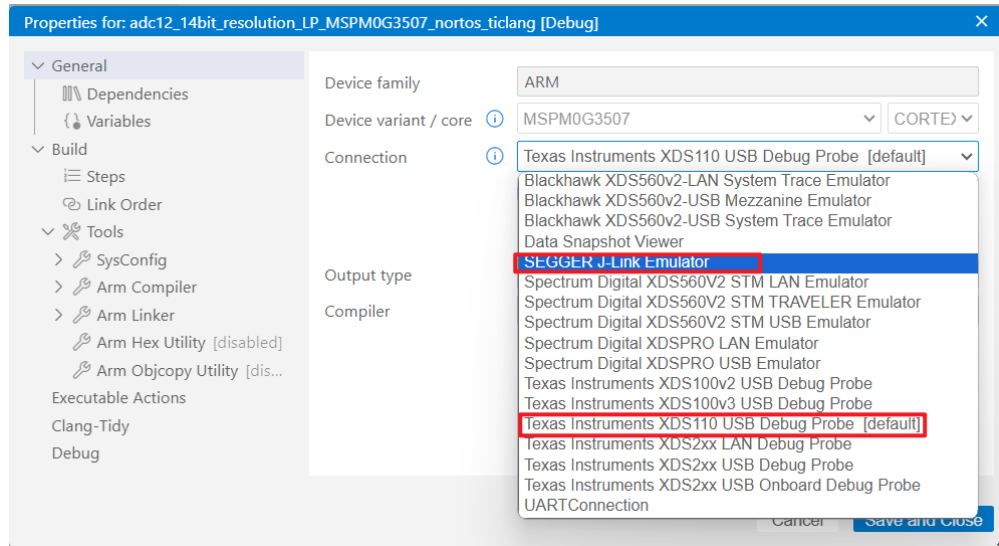 Properties for: adc12_14bit_resolution_LP_MSPM0G3507_nortos_ticlang [Debug]
General
Dependencies
Variables
Build
Steps
Link Order
Tools
SysConfig
Arm Compiler
Arm Linker
Arm Hex Utility [disabled]
Arm Objcopy Utility [dis...
Executable Actions
Clang-Tidy
Debug
Device family
ARM
Device variant / core
MSPM0G3507
CORTEX
Connection
Texas Instruments XDS110 USB Debug Probe [default]
Blackhawk XDS560v2-LAN System Trace Emulator
Blackhawk XDS560v2-USB Mezzanine Emulator
Blackhawk XDS560v2-USB System Trace Emulator
Data Snapshot Viewer
SEGGER J-Link Emulator
Spectrum Digital XDS560V2 STM LAN Emulator
Spectrum Digital XDS560V2 STM TRAVELER Emulator
Spectrum Digital XDS560V2 STM USB Emulator
Spectrum Digital XDSPRO LAN Emulator
Spectrum Digital XDSPRO USB Emulator
Texas Instruments XDS100v2 USB Debug Probe
Texas Instruments XDS100v3 USB Debug Probe
Texas Instruments XDS110 USB Debug Probe [default]
Texas Instruments XDS2xx LAN Debug Probe
Texas Instruments XDS2xx USB Debug Probe
Texas Instruments XDS2xx USB Onboard Debug Probe
UARTConnection
Output type
Compiler
Cancel
Save and Close